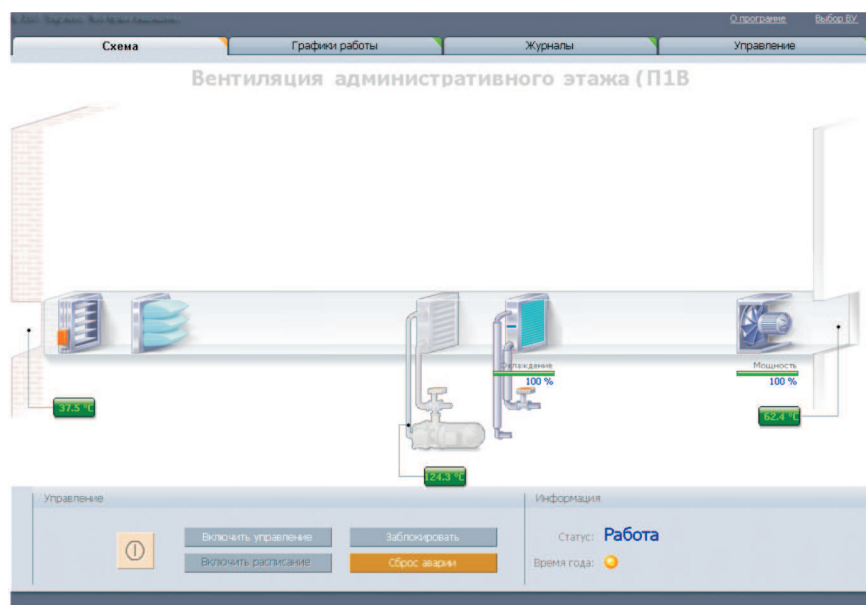 О программе Выбор ВУ
Схема Графики работы Журналы Управление
Вентиляция административного этажа (П1В
Охлаждение
100 %
Мощность
100 %
37.5 °C
62.4 °C
124.3 °C
Управление
Включить управление Заблокировать
Включить расписание Сброс аварии
Информация
Статус: Работа
Время года: